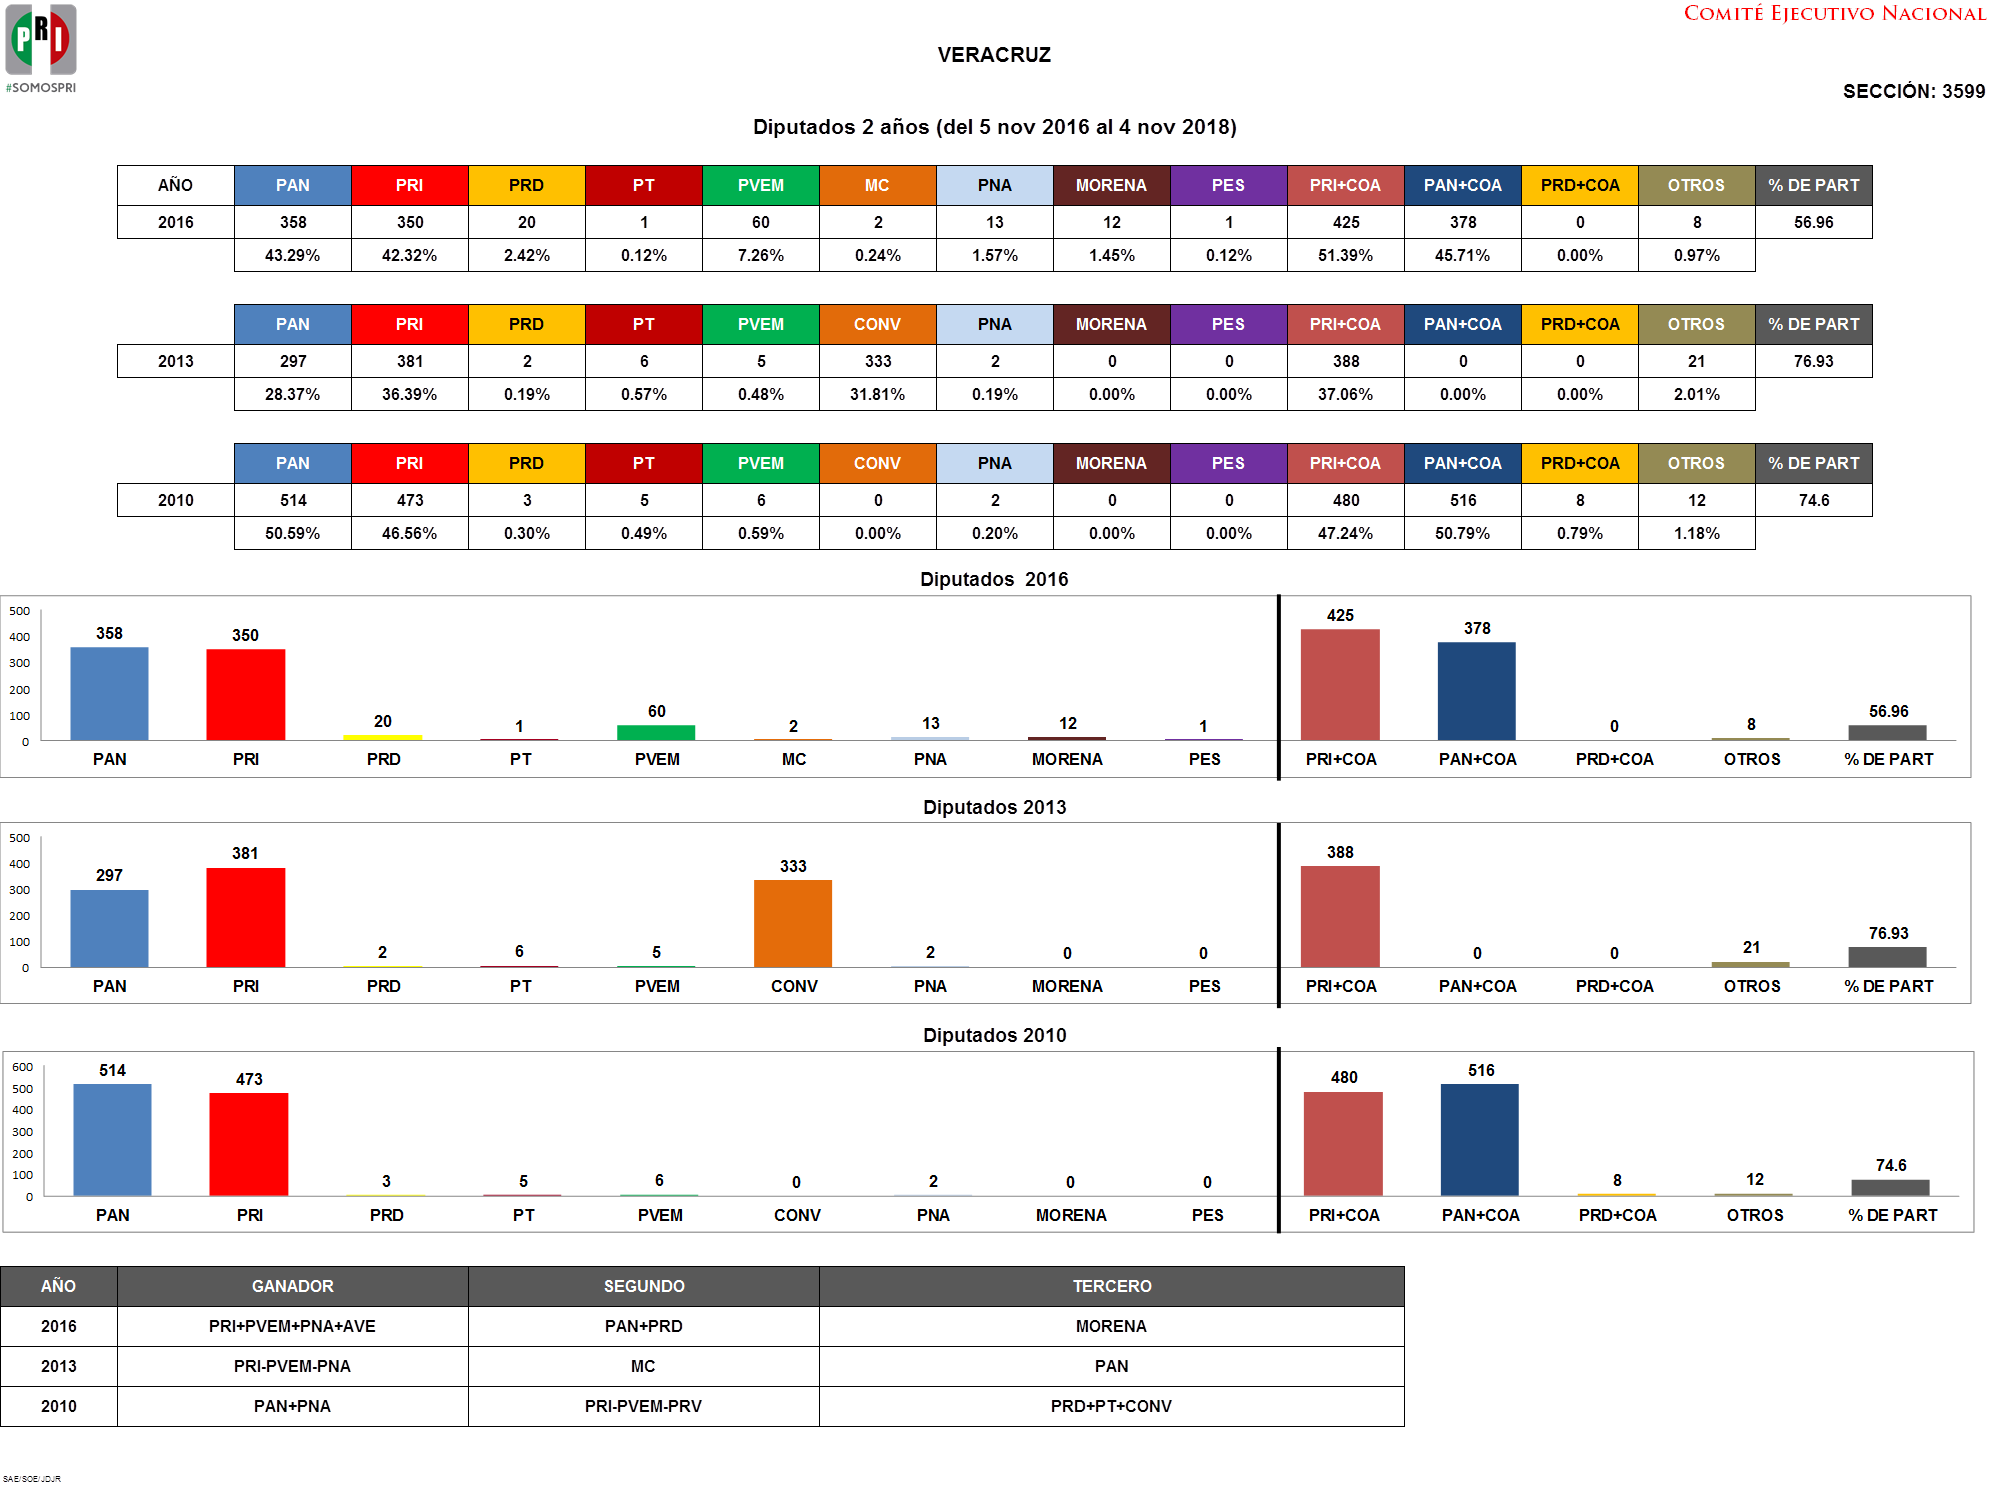 COMITÉ EJECUTIVO NACIONAL
PRI
#SOMOSPRI
VERACRUZ
SECCIÓN: 3599
Diputados 2 años (del 5 nov 2016 al 4 nov 2018)
AÑO PAN PRI PRD PT PVEM MC PNA MORENA PES PRI+COA PAN+COA PRD+COA OTROS % DE PART
2016 358 350 20 1 60 2 13 12 1 425 378 0 8 56.96
43.29% 42.32% 2.42% 0.12% 7.26% 0.24% 1.57% 1.45% 0.12% 51.39% 45.71% 0.00% 0.97%
PAN PRI PRD PT PVEM CONV PNA MORENA PES PRI+COA PAN+COA PRD+COA OTROS % DE PART
2013 297 381 2 6 5 333 2 0 0 388 0 0 21 76.93
28.37% 36.39% 0.19% 0.57% 0.48% 31.81% 0.19% 0.00% 0.00% 37.06% 0.00% 0.00% 2.01%
PAN PRI PRD PT PVEM CONV PNA MORENA PES PRI+COA PAN+COA PRD+COA OTROS % DE PART
2010 514 473 3 5 6 0 2 0 0 480 516 8 12 74.6
50.59% 46.56% 0.30% 0.49% 0.59% 0.00% 0.20% 0.00% 0.00% 47.24% 50.79% 0.79% 1.18%
Diputados 2016
500
400
300
200
100
0
358 350 20 1 60 2 13 12 1 425 378 0 8 56.96
PAN PRI PRD PT PVEM MC PNA MORENA PES PRI+COA PAN+COA PRD+COA OTROS % DE PART
Diputados 2013
500
400
300
200
100
0
297 381 2 6 5 333 2 0 0 388 0 0 21 76.93
PAN PRI PRD PT PVEM CONV PNA MORENA PES PRI+COA PAN+COA PRD+COA OTROS % DE PART
Diputados 2010
600
500
400
300
200
100
0
514 473 3 5 6 0 2 0 0 480 516 8 12 74.6
PAN PRI PRD PT PVEM CONV PNA MORENA PES PRI+COA PAN+COA PRD+COA OTROS % DE PART
AÑO GANADOR SEGUNDO TERCERO
2016 PRI+PVEM+PNA+AVE PAN+PRD MORENA
2013 PRI-PVEM-PNA MC PAN
2010 PAN+PNA PRI-PVEM-PRV PRD+PT+CONV
SAE/SOE/JDJR